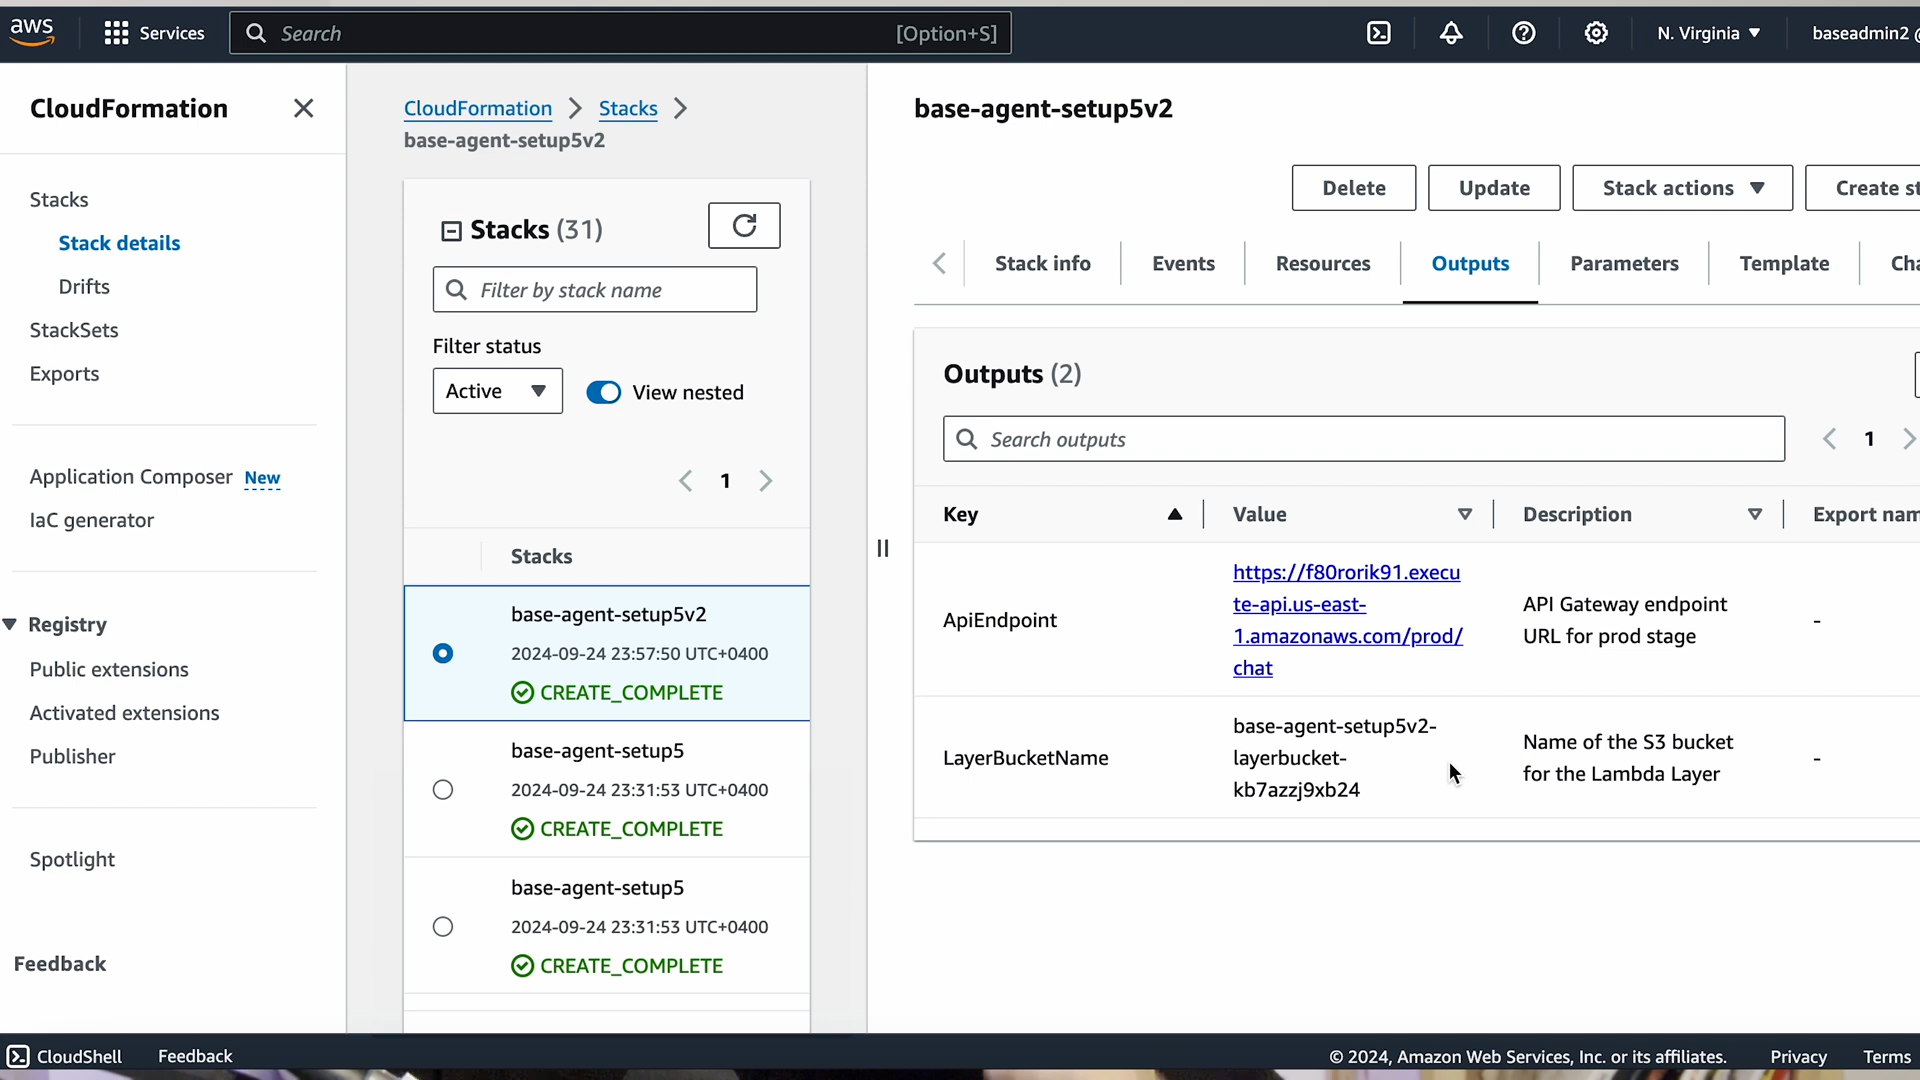 aws
Services
Search
[Option+S]
N. Virginia
baseadmin2 @
CloudFormation
Stacks
Stack details
Drifts
StackSets
Exports
Application Composer New
IaC generator
Registry
Public extensions
Activated extensions
Publisher
Spotlight
Feedback
CloudFormation
Stacks
base-agent-setup5v2
Stacks (31)
Filter by stack name
Filter status
Active
View nested
1
Stacks
base-agent-setup5v2
2024-09-24 23:57:50 UTC+0400
CREATE_COMPLETE
base-agent-setup5
2024-09-24 23:31:53 UTC+0400
CREATE_COMPLETE
base-agent-setup5
2024-09-24 23:31:53 UTC+0400
CREATE_COMPLETE
base-agent-setup5v2
Delete
Update
Stack actions
Create st
Stack info
Events
Resources
Outputs
Parameters
Template
Cha
Outputs (2)
Search outputs
1
Key
Value
Description
Export nam
ApiEndpoint
https://f80rorik91.execu
te-api.us-east-
1.amazonaws.com/prod/
chat
API Gateway endpoint
URL for prod stage
-
LayerBucketName
base-agent-setup5v2-
layerbucket-
kb7azzj9xb24
Name of the S3 bucket
for the Lambda Layer
-
CloudShell
Feedback
© 2024, Amazon Web Services, Inc. or its affiliates.
Privacy
Terms